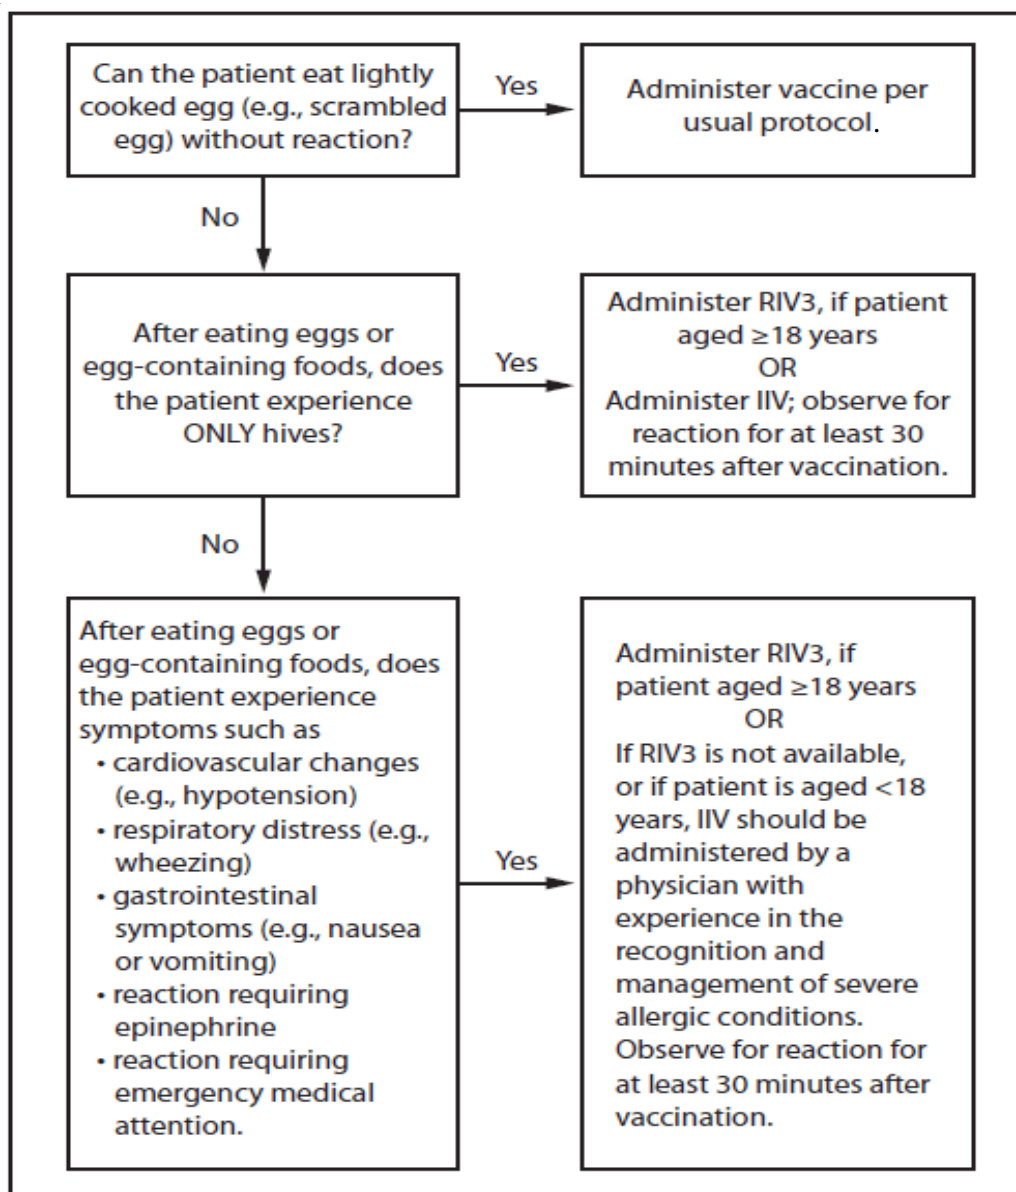 Can the patient eat lightly
cooked egg (e.g., scrambled
egg) without reaction?
Yes
Administer vaccine per
usual protocol.
No
After eating eggs or
egg-containing foods, does
the patient experience
ONLY hives?
Yes
Administer RIV3, if patient
aged ≥18 years
OR
Administer IIV; observe for
reaction for at least 30
minutes after vaccination.
No
After eating eggs or
egg-containing foods, does
the patient experience
symptoms such as
• cardiovascular changes
(e.g., hypotension)
• respiratory distress (e.g.,
wheezing)
• gastrointestinal
symptoms (e.g., nausea
or vomiting)
• reaction requiring
epinephrine
• reaction requiring
emergency medical
attention.
Yes
Administer RIV3, if
patient aged ≥18 years
OR
If RIV3 is not available,
or if patient is aged <18
years, IIV should be
administered by a
physician with
experience in the
recognition and
management of severe
allergic conditions.
Observe for reaction for
at least 30 minutes after
vaccination.